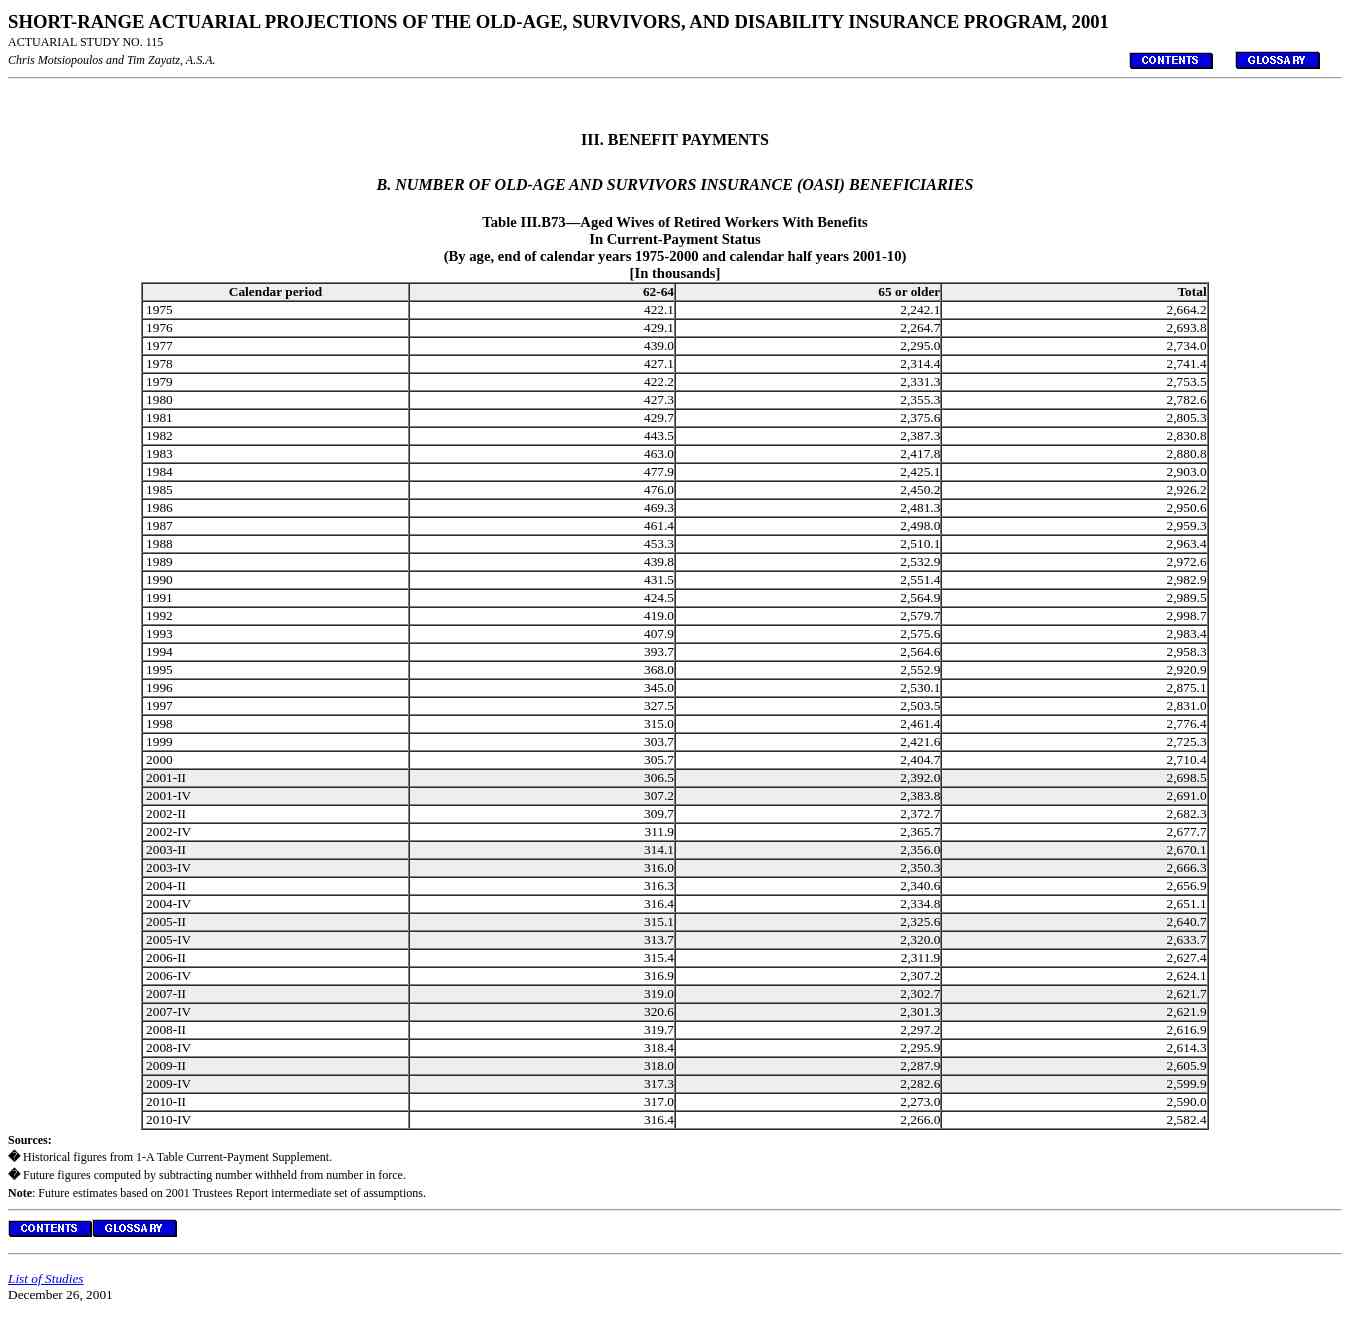 SHORT-RANGE ACTUARIAL PROJECTIONS OF THE OLD-AGE, SURVIVORS, AND DISABILITY INSURANCE PROGRAM, 2001
ACTUARIAL STUDY NO. 115
Chris Motsiopoulos and Tim Zayatz, A.S.A.
CONTENTS GLOSSARY
III. BENEFIT PAYMENTS
B. NUMBER OF OLD-AGE AND SURVIVORS INSURANCE (OASI) BENEFICIARIES
Table III.B73—Aged Wives of Retired Workers With Benefits
In Current-Payment Status
(By age, end of calendar years 1975-2000 and calendar half years 2001-10)
[In thousands]
Calendar period 62-64 65 or older Total
1975 422.1 2,242.1 2,664.2
1976 429.1 2,264.7 2,693.8
1977 439.0 2,295.0 2,734.0
1978 427.1 2,314.4 2,741.4
1979 422.2 2,331.3 2,753.5
1980 427.3 2,355.3 2,782.6
1981 429.7 2,375.6 2,805.3
1982 443.5 2,387.3 2,830.8
1983 463.0 2,417.8 2,880.8
1984 477.9 2,425.1 2,903.0
1985 476.0 2,450.2 2,926.2
1986 469.3 2,481.3 2,950.6
1987 461.4 2,498.0 2,959.3
1988 453.3 2,510.1 2,963.4
1989 439.8 2,532.9 2,972.6
1990 431.5 2,551.4 2,982.9
1991 424.5 2,564.9 2,989.5
1992 419.0 2,579.7 2,998.7
1993 407.9 2,575.6 2,983.4
1994 393.7 2,564.6 2,958.3
1995 368.0 2,552.9 2,920.9
1996 345.0 2,530.1 2,875.1
1997 327.5 2,503.5 2,831.0
1998 315.0 2,461.4 2,776.4
1999 303.7 2,421.6 2,725.3
2000 305.7 2,404.7 2,710.4
2001-II 306.5 2,392.0 2,698.5
2001-IV 307.2 2,383.8 2,691.0
2002-II 309.7 2,372.7 2,682.3
2002-IV 311.9 2,365.7 2,677.7
2003-II 314.1 2,356.0 2,670.1
2003-IV 316.0 2,350.3 2,666.3
2004-II 316.3 2,340.6 2,656.9
2004-IV 316.4 2,334.8 2,651.1
2005-II 315.1 2,325.6 2,640.7
2005-IV 313.7 2,320.0 2,633.7
2006-II 315.4 2,311.9 2,627.4
2006-IV 316.9 2,307.2 2,624.1
2007-II 319.0 2,302.7 2,621.7
2007-IV 320.6 2,301.3 2,621.9
2008-II 319.7 2,297.2 2,616.9
2008-IV 318.4 2,295.9 2,614.3
2009-II 318.0 2,287.9 2,605.9
2009-IV 317.3 2,282.6 2,599.9
2010-II 317.0 2,273.0 2,590.0
2010-IV 316.4 2,266.0 2,582.4
Sources:
� Historical figures from 1-A Table Current-Payment Supplement.
� Future figures computed by subtracting number withheld from number in force.
Note: Future estimates based on 2001 Trustees Report intermediate set of assumptions.
CONTENTS GLOSSARY
List of Studies
December 26, 2001